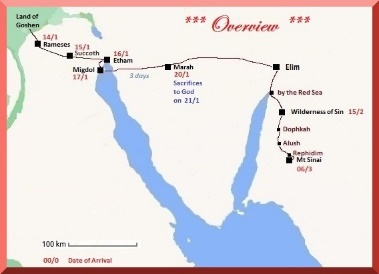 *** Overview ***
Land of
Goshen
14/1
Rameses
15/1
Succoth
16/1
Etham
Migdol
17/1
3 days
Marah
20/1
Sacrifices
to God
on 21/1
Elim
by the Red Sea
Wilderness of Sin 15/2
Dophkah
Alush
Rephidim
Mt Sinai
06/3
100 km
00/0 Date of Arrival